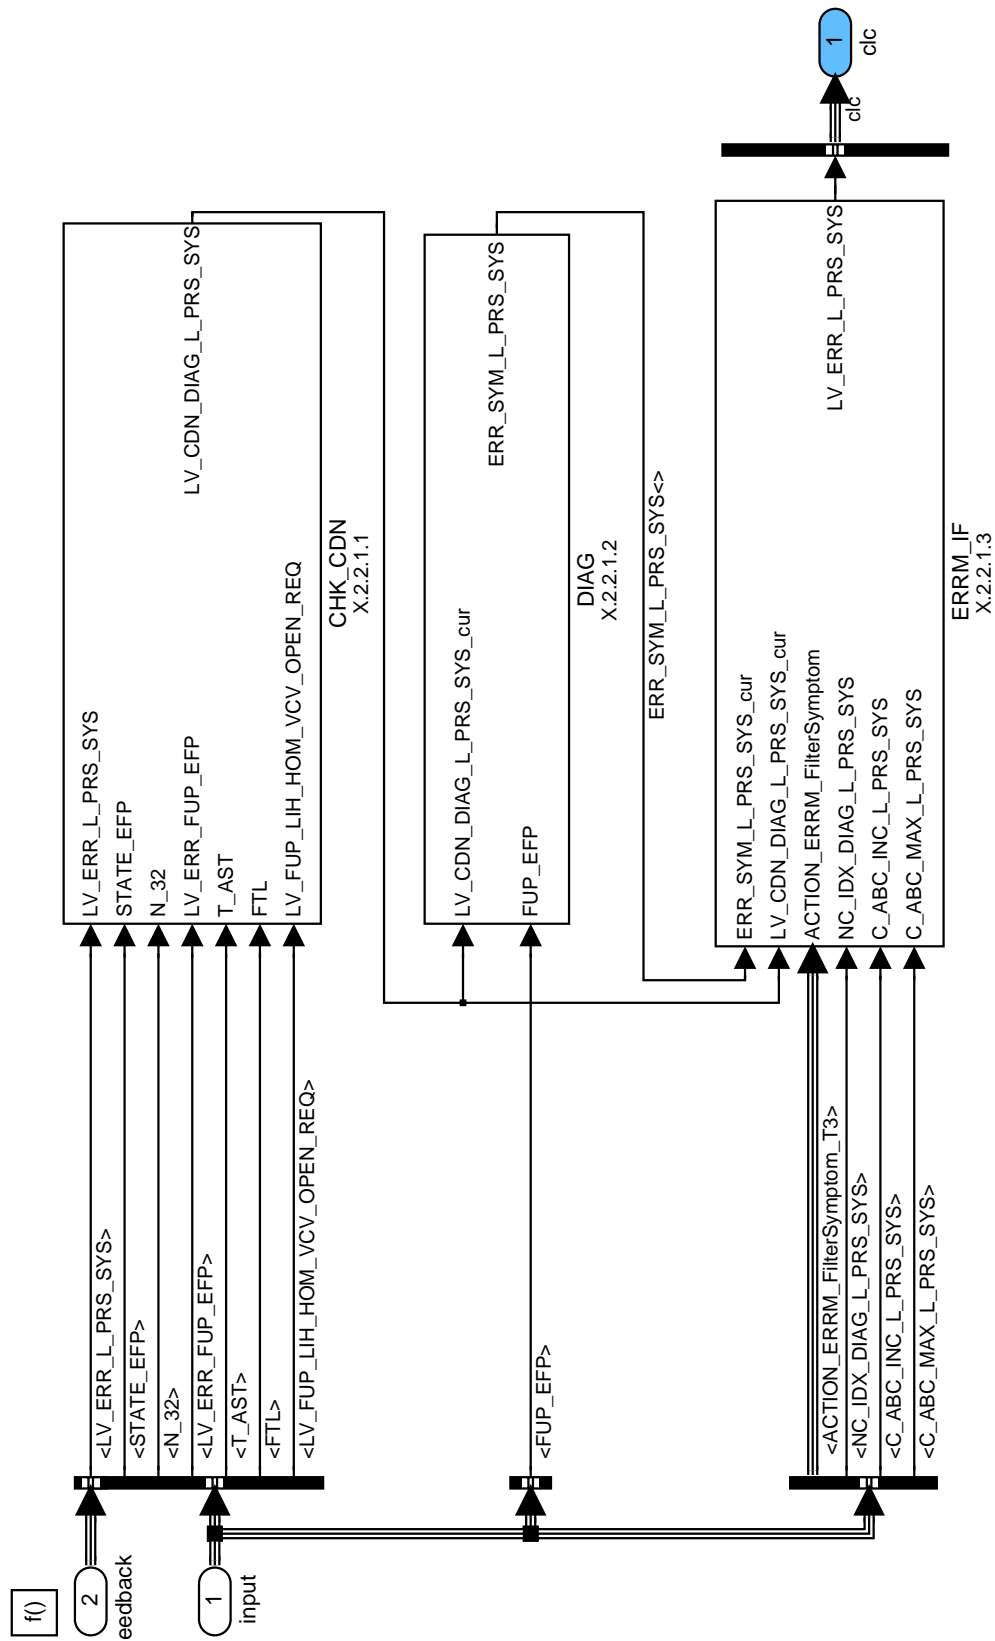 f()
2
eedback
1
input
<LV_ERR_L_PRS_SYS>
<STATE_EFP>
<N_32>
<LV_ERR_FUP_EFP>
<T_AST>
<FTL>
<LV_FUP_LIH_HOM_VCV_OPEN_REQ>
LV_ERR_L_PRS_SYS
STATE_EFP
N_32
LV_ERR_FUP_EFP
T_AST
FTL
LV_FUP_LIH_HOM_VCV_OPEN_REQ
LV_CDN_DIAG_L_PRS_SYS
CHK_CDN
X.2.2.1.1
<FUP_EFP>
LV_CDN_DIAG_L_PRS_SYS_cur
FUP_EFP
ERR_SYM_L_PRS_SYS
DIAG
X.2.2.1.2
ERR_SYM_L_PRS_SYS<>
<ACTION_ERRM_FilterSymptom_T3>
<NC_IDX_DIAG_L_PRS_SYS>
<C_ABC_INC_L_PRS_SYS>
<C_ABC_MAX_L_PRS_SYS>
ERR_SYM_L_PRS_SYS_cur
LV_CDN_DIAG_L_PRS_SYS_cur
ACTION_ERRM_FilterSymptom
NC_IDX_DIAG_L_PRS_SYS
C_ABC_INC_L_PRS_SYS
C_ABC_MAX_L_PRS_SYS
LV_ERR_L_PRS_SYS
ERRM_IF
X.2.2.1.3
clc
1
clc